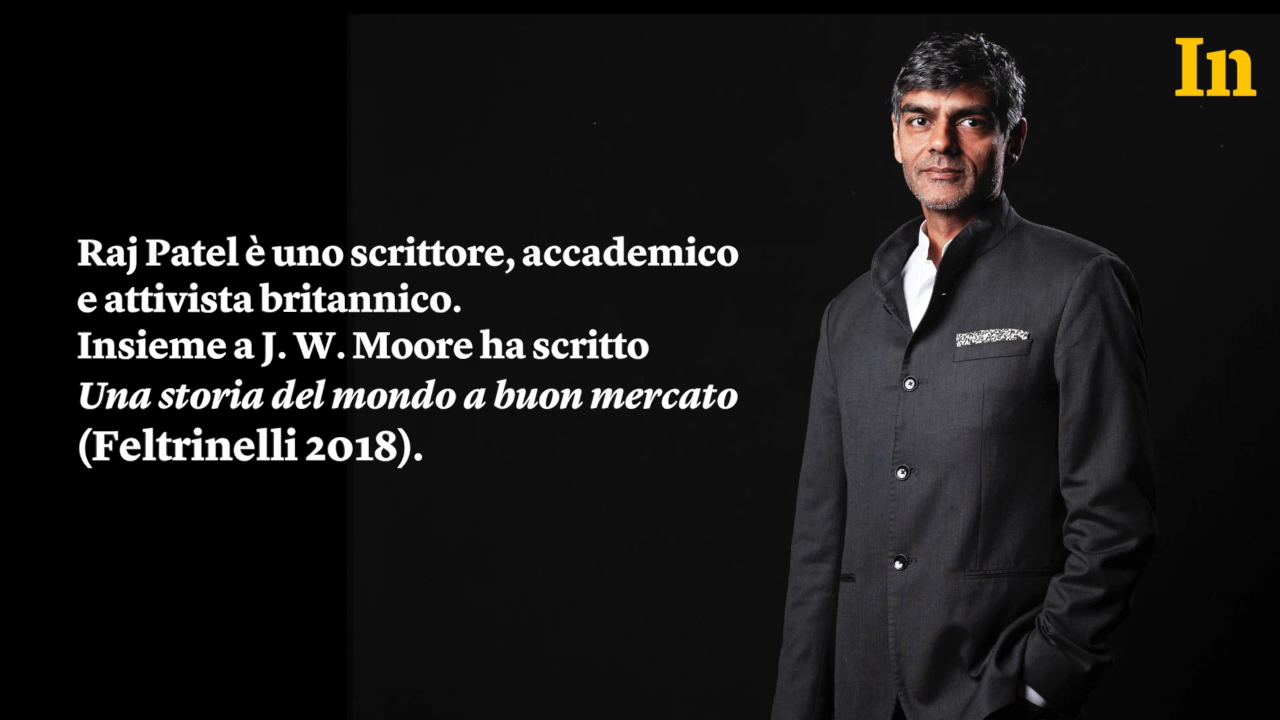 In
Raj Patel è uno scrittore, accademico
e attivista britannico.
Insieme a J. W. Moore ha scritto
Una storia del mondo a buon mercato
(Feltrinelli 2018).